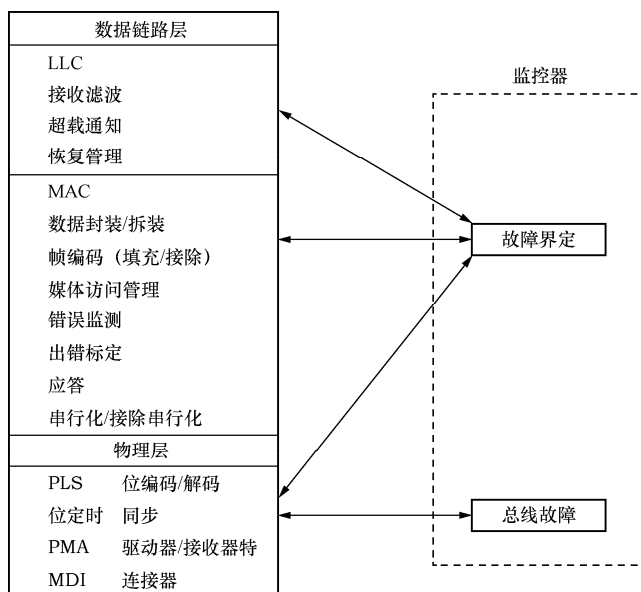 数据链路层
LLC
接收滤波
超载通知
恢复管理
MAC
数据封装/拆装
帧编码（填充/接除）
媒体访问管理
错误监测
出错标定
应答
串行化/接除串行化
物理层
PLS 位编码/解码
位定时 同步
PMA 驱动器/接收器特
MDI 连接器
监控器
故障界定
总线故障